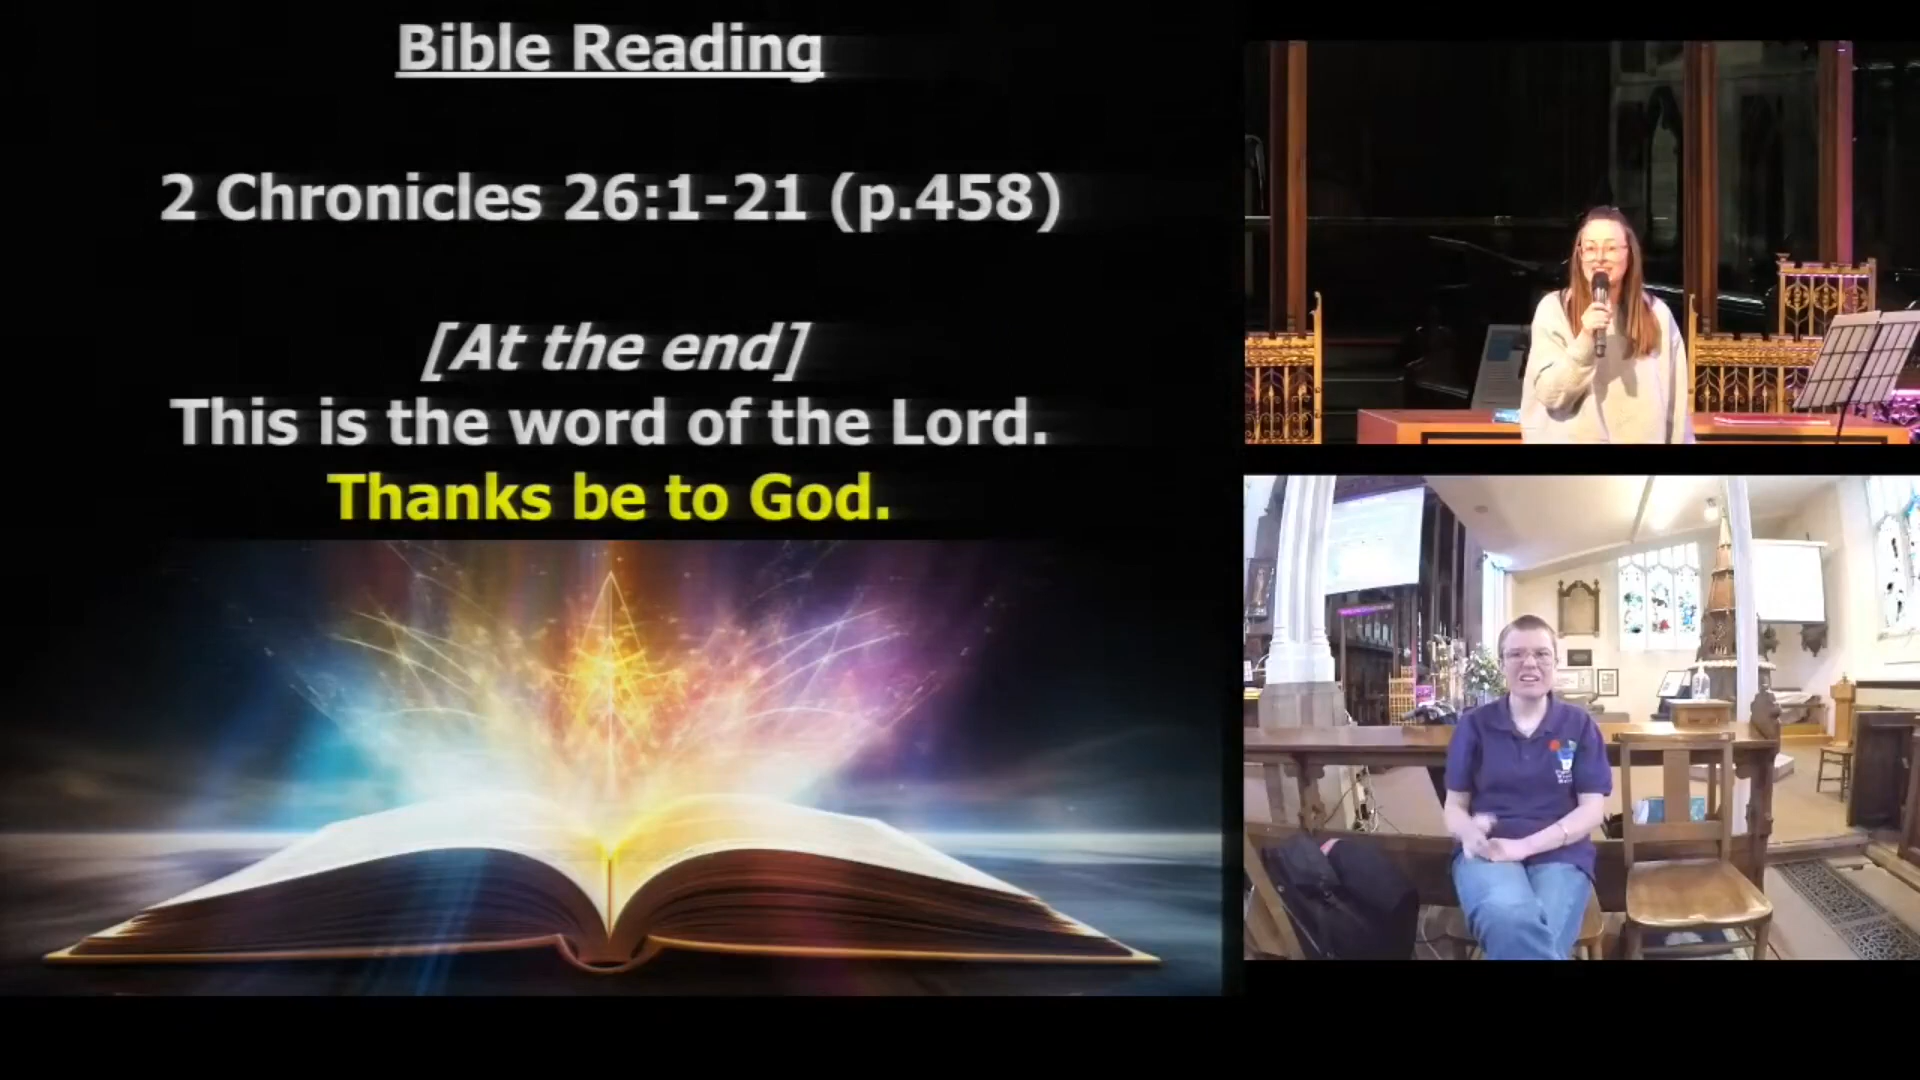 Bible Reading
2 Chronicles 26:1-21 (p.458)
[At the end]
This is the word of the Lord.
Thanks be to God.